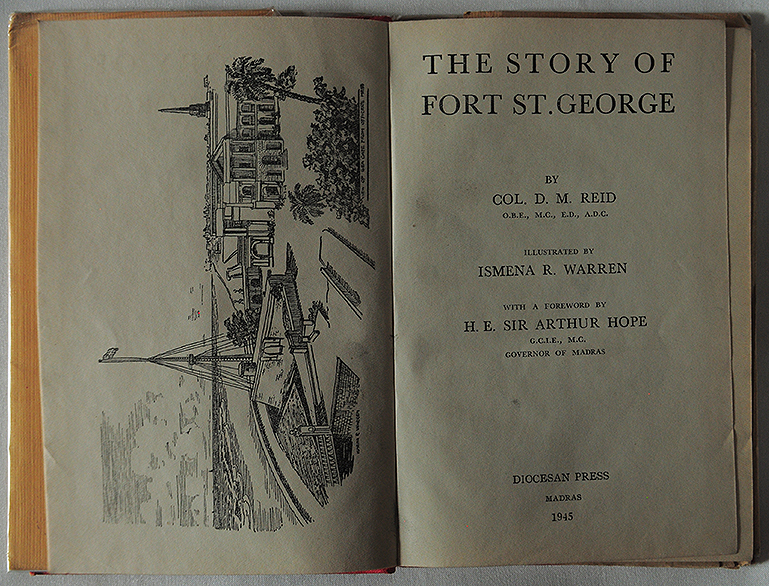 THE STORY OF
FORT ST. GEORGE
BY
COL. D. M. REID
O.B.E., M.C., E.D., A.D.C.
ILLUSTRATED BY
ISMENA R. WARREN
WITH A FOREWORD BY
H. E. SIR ARTHUR HOPE
G.C.I.E., M.C.
GOVERNOR OF MADRAS
DIOCESAN PRESS
MADRAS
1945